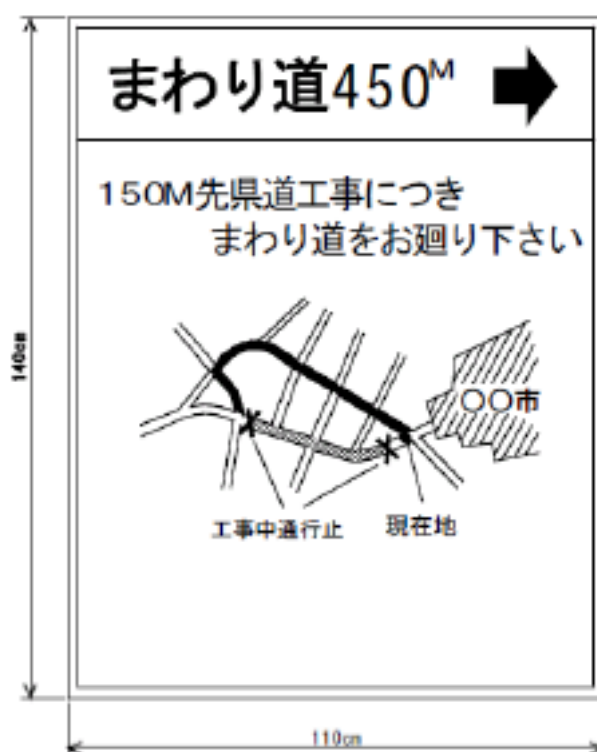 まわり道450M
150M先県道工事につき
まわり道をお廻り下さい
○○市
工事中通行止
現在地
140cm
110cm